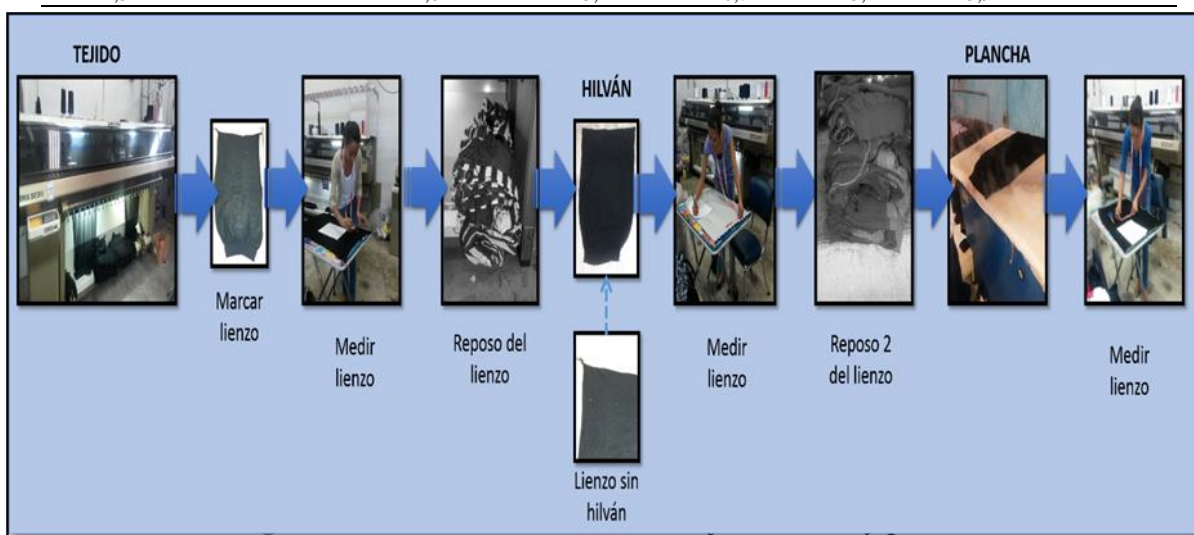 TEJIDO
HILVÁN
PLANCHA
Marcar
lienzo
Medir
lienzo
Reposo del
lienzo
Medir
lienzo
Reposo 2
del lienzo
Medir
lienzo
Lienzo sin
hilván